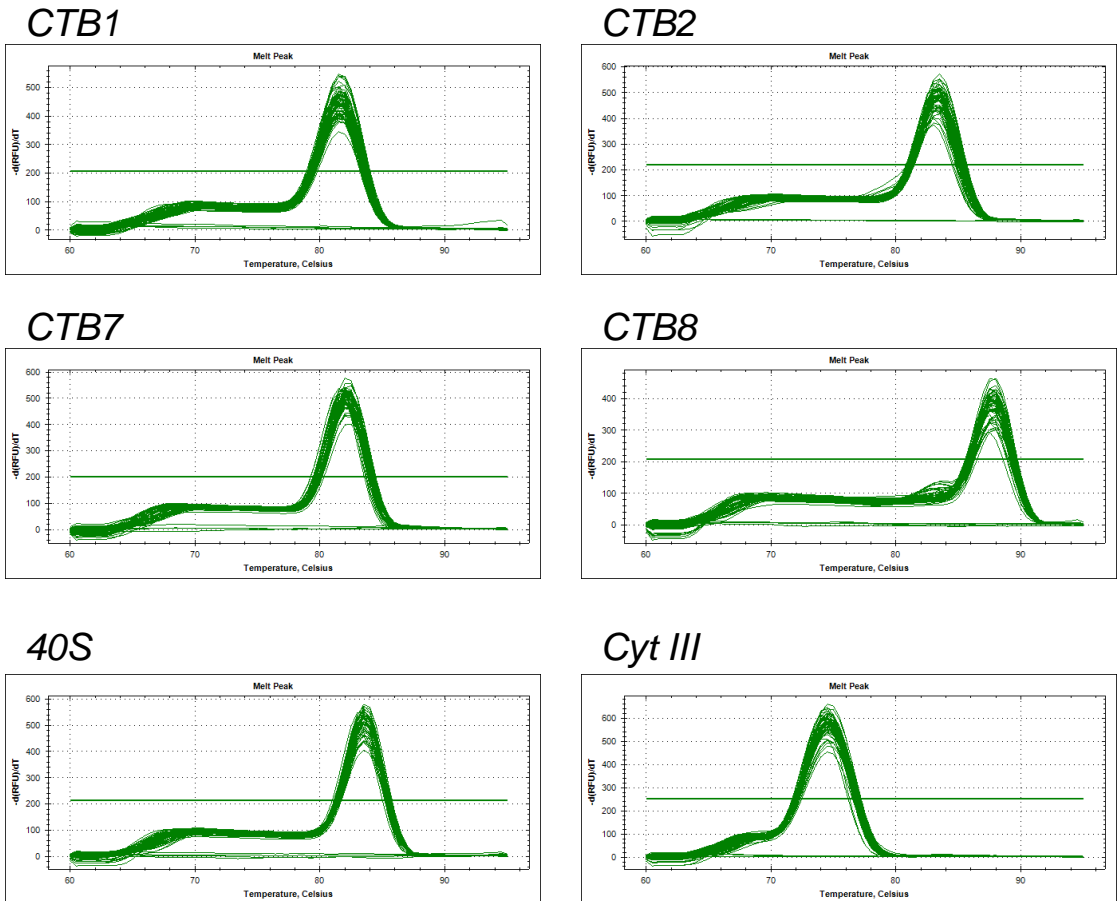 CTB1
Melt Peak
-d(RFU)/dT
500
400
300
200
100
0
60
70
80
90
Temperature, Celsius
CTB2
Melt Peak
-d(RFU)/dT
600
500
400
300
200
100
0
60
70
80
90
Temperature, Celsius
CTB7
Melt Peak
-d(RFU)/dT
600
500
400
300
200
100
0
60
70
80
90
Temperature, Celsius
CTB8
Melt Peak
-d(RFU)/dT
400
300
200
100
0
60
70
80
90
Temperature, Celsius
40S
Melt Peak
-d(RFU)/dT
600
500
400
300
200
100
0
60
70
80
90
Temperature, Celsius
Cyt III
Melt Peak
-d(RFU)/dT
600
500
400
300
200
100
0
60
70
80
90
Temperature, Celsius